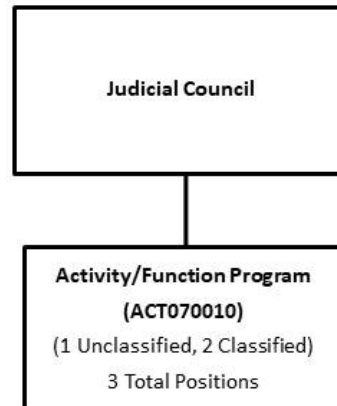 Judicial Council
Activity/Function Program
(ACT070010)
(1 Unclassified, 2 Classified)
3 Total Positions